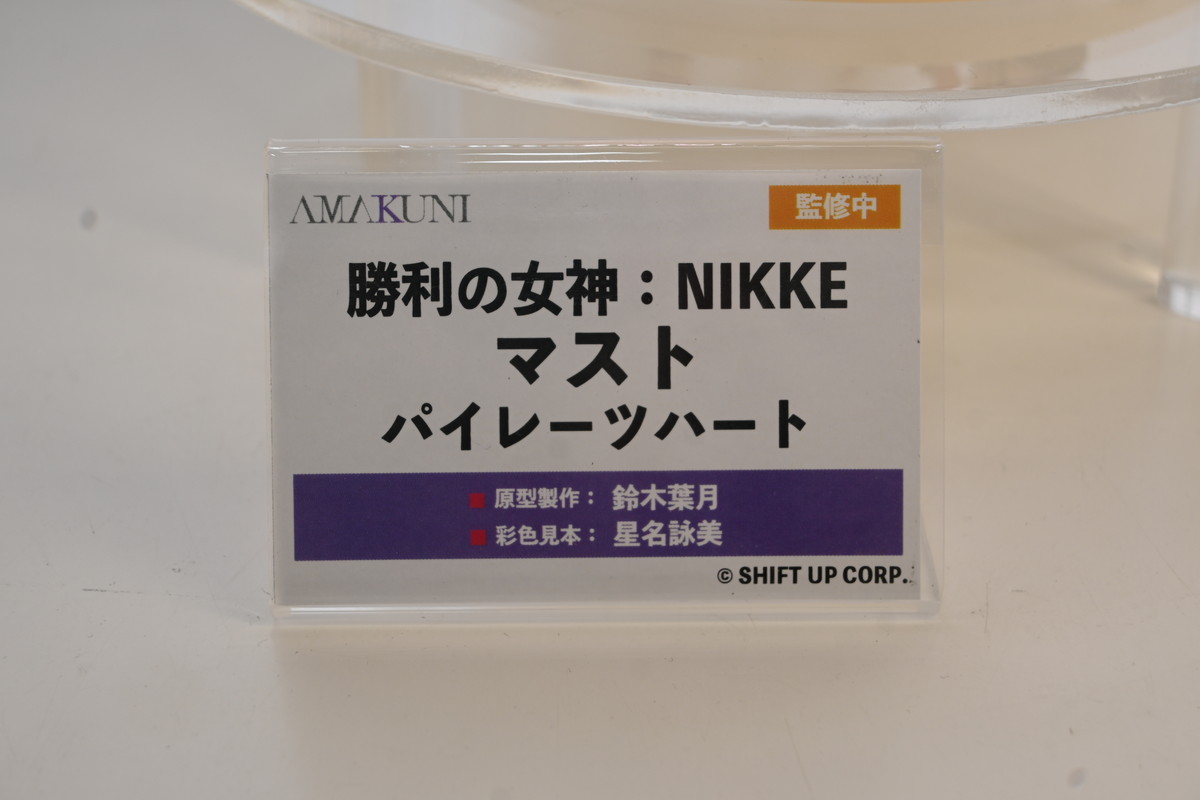 AMAKUNI
監修中
勝利の女神：NIKKE
マスト
パイレーツハート
■ 原型製作： 鈴木葉月
■ 彩色見本： 星名詠美
© SHIFT UP CORP.